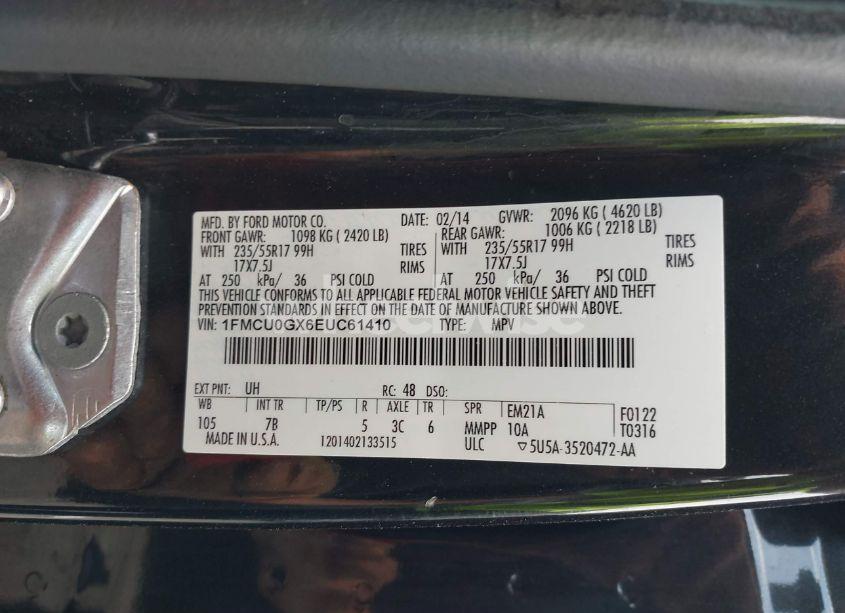 MFD. BY FORD MOTOR CO. DATE: 02/14 GVWR: 2096 KG ( 4620 LB)
FRONT GAWR: 1098 KG ( 2420 LB) REAR GAWR: 1006 KG ( 2218 LB)
WITH 235/55R17 99H TIRES WITH 235/55R17 99H TIRES
17X7.5J RIMS 17X7.5J RIMS
AT 250 kPa/ 36 PSI COLD AT 250 kPa/ 36 PSI COLD
THIS VEHICLE CONFORMS TO ALL APPLICABLE FEDERAL MOTOR VEHICLE SAFETY AND THEFT
PREVENTION STANDARDS IN EFFECT ON THE DATE OF MANUFACTURE SHOWN ABOVE.
VIN: 1FMCU0GX6EUC61410 TYPE: MPV
EXT PNT: UH RC: 48 DSO:
WB INT TR TP/PS R AXLE TR SPR EM21A F0122
105 7B 5 3C 6 MMPP 10A T0316
MADE IN U.S.A. 1201402133515 ULC ▽5U5A-3520472-AA